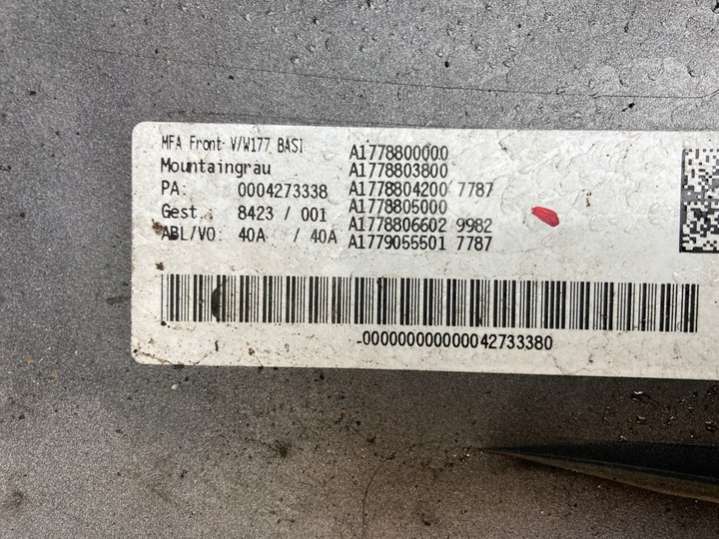 MFA Front V/W177 BASI
Mountaingrau
PA: 0004273338
Gest.: 8423 / 001
ABL/VO: 40A / 40A
A1778800000
A1778803800
A1778804200 7787
A1778805000
A1778806602 9982
A1779055501 7787
0000000000000042733380